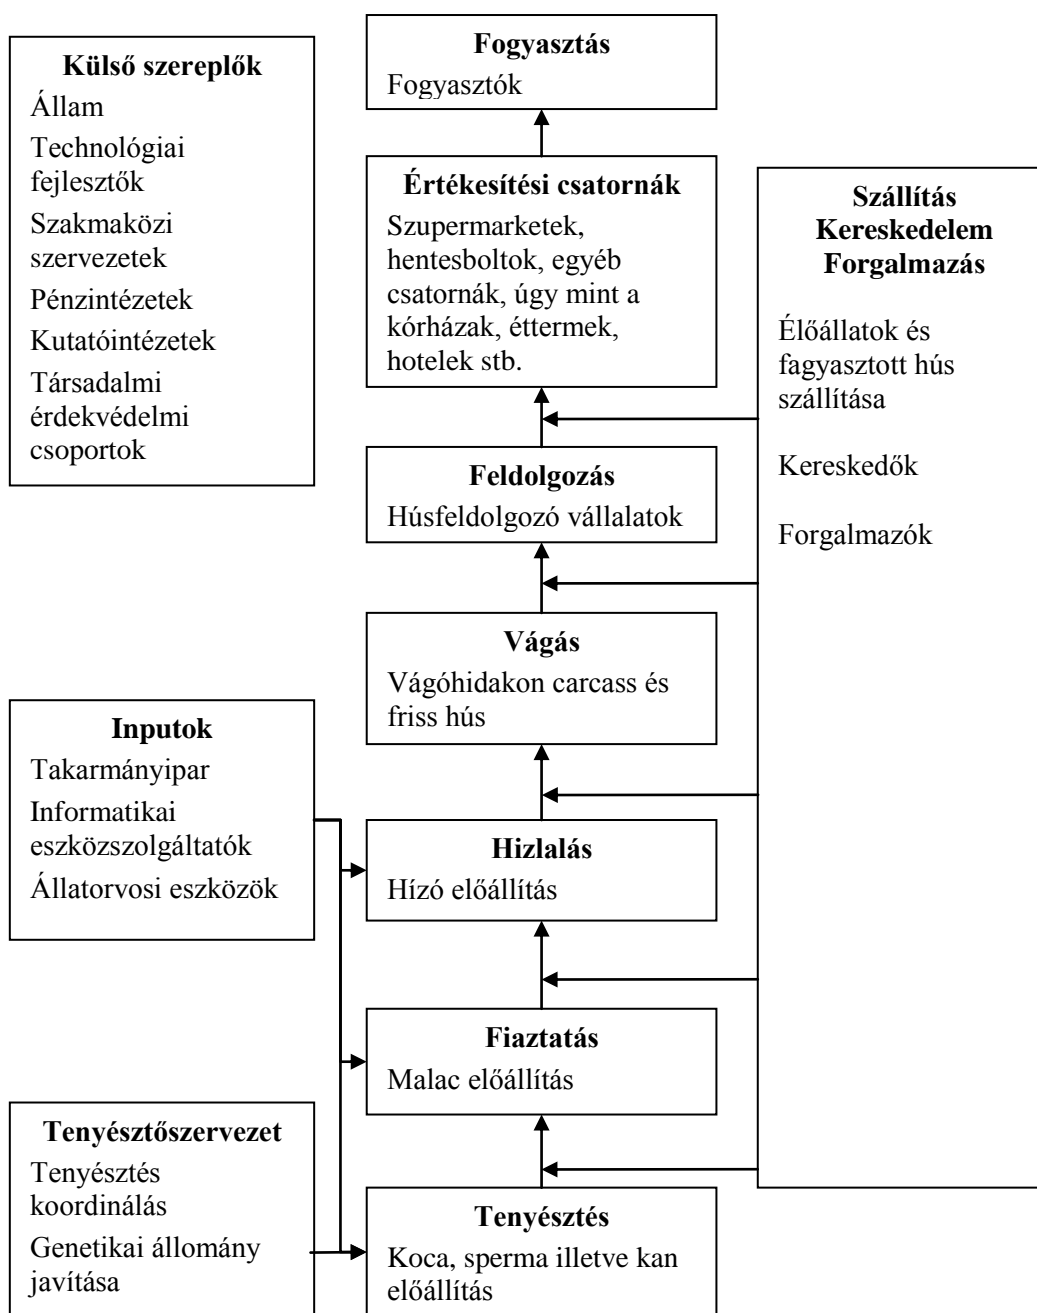 Külső szereplők
Állam
Technológiai
fejlesztők
Szakmaközi
szervezetek
Pénzintézetek
Kutatóintézetek
Társadalmi
érdekvédelmi
csoportok
Fogyasztás
Fogyasztók
Értékesítési csatornák
Szupermarketek,
hentesboltok, egyéb
csatornák, úgy mint a
kórházak, éttermek,
hotelek stb.
Szállítás
Kereskedelem
Forgalmazás
Élőállatok és
fagyasztott hús
szállítása
Kereskedők
Forgalmazók
Feldolgozás
Húsfeldolgozó vállalatok
Vágás
Vágóhidakon carcass és
friss hús
Inputok
Takarmányipar
Informatikai
eszközszolgáltatók
Állatorvosi eszközök
Hizlalás
Hízó előállítás
Fiaztatás
Malac előállítás
Tenyésztőszervezet
Tenyésztés
koordinálás
Genetikai állomány
javítása
Tenyésztés
Koca, sperma illetve kan
előállítás